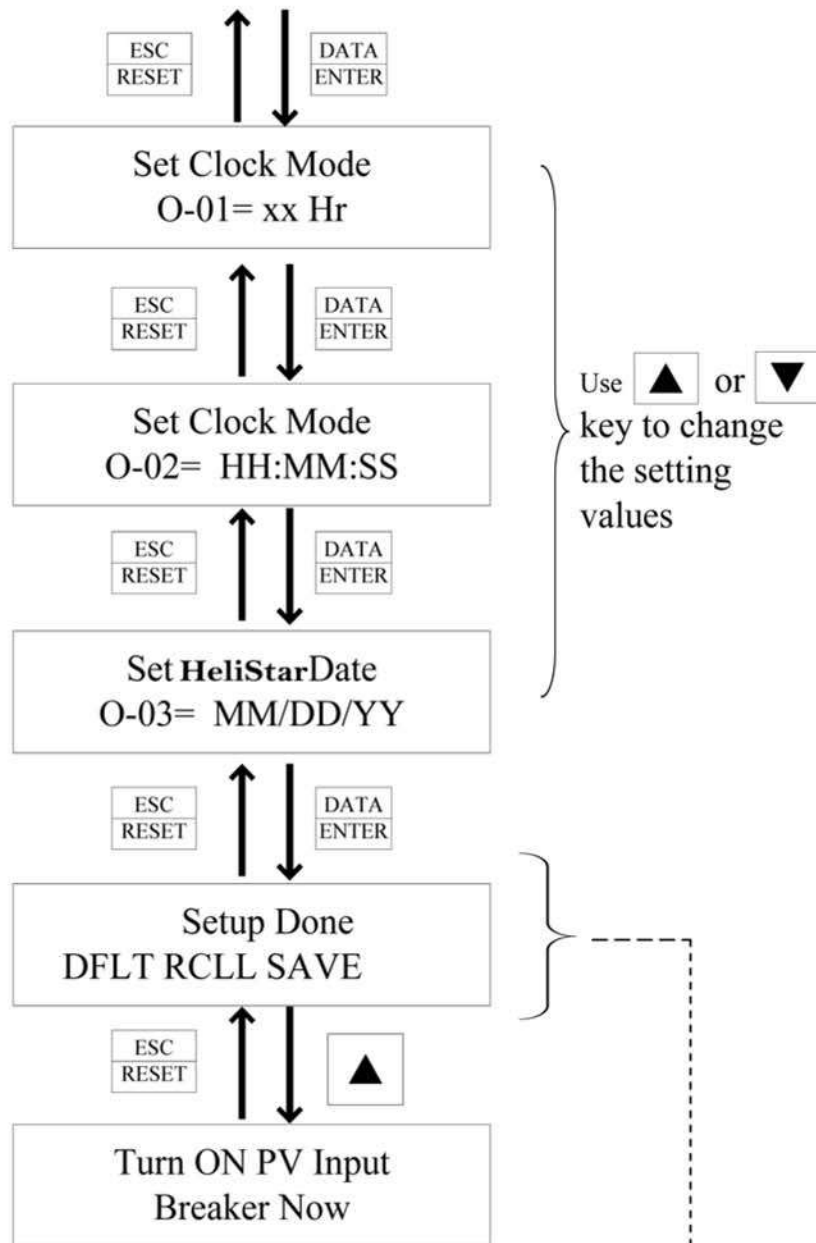 ESC
RESET
DATA
ENTER
Set Clock Mode
O-01= xx Hr
ESC
RESET
DATA
ENTER
Set Clock Mode
O-02= HH:MM:SS
Use ▲ or ▼
key to change
the setting
values
ESC
RESET
DATA
ENTER
Set HeliStarDate
O-03= MM/DD/YY
ESC
RESET
DATA
ENTER
Setup Done
DFLT RCLL SAVE
ESC
RESET
▲
Turn ON PV Input
Breaker Now